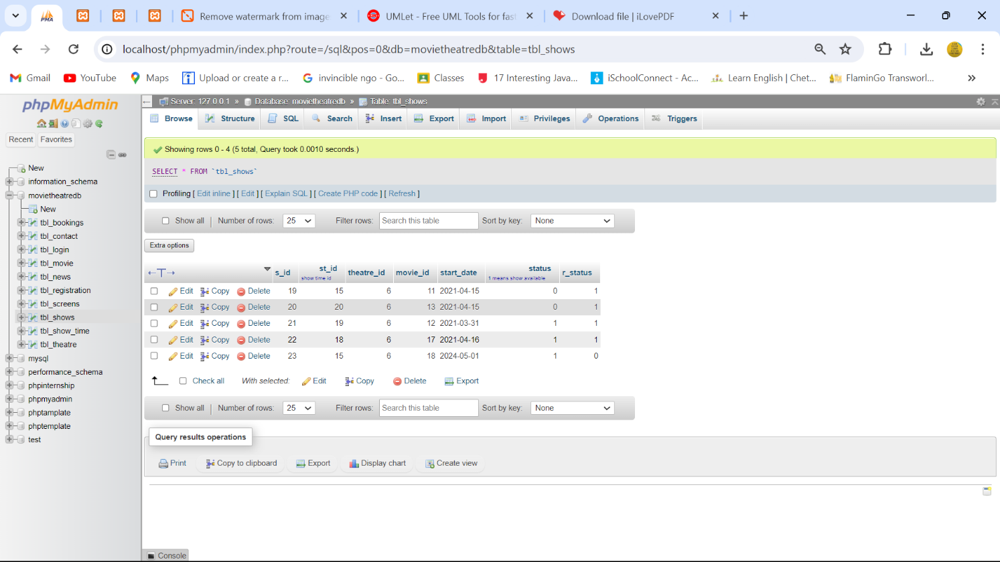 PMA
Remove watermark from image
UMLet - Free UML Tools for fast
Download file | iLovePDF
localhost/phpmyadmin/index.php?route=/sql&pos=0&db=movietheatredb&table=tbl_shows
Gmail YouTube Maps Upload or create a r... invincible ngo - Go... Classes 17 Interesting Java... iSchoolConnect - Ac... Learn English | Chet... FlaminGo Transworl... »
phpMyAdmin
Recent Favorites
New
information_schema
movietheatredb
New
tbl_bookings
tbl_contact
tbl_login
tbl_movie
tbl_news
tbl_registration
tbl_screens
tbl_shows
tbl_show_time
tbl_theatre
mysql
performance_schema
phpinternship
phpmyadmin
phptamplate
phptemplate
test
Server: 127.0.0.1 » Database: movietheatredb » Table: tbl_shows
Browse Structure SQL Search Insert Export Import Privileges Operations Triggers
Showing rows 0 - 4 (5 total, Query took 0.0010 seconds.)
SELECT * FROM `tbl_shows`
Profiling [ Edit inline ] [ Edit ] [ Explain SQL ] [ Create PHP code ] [ Refresh ]
Show all Number of rows: 25 Filter rows: Search this table Sort by key: None
Extra options
←T→ s_id st_id theatre_id movie_id start_date status r_status
show time id 1 means show available
Edit Copy Delete 19 15 6 11 2021-04-15 0 1
Edit Copy Delete 20 20 6 13 2021-04-15 0 1
Edit Copy Delete 21 19 6 12 2021-03-31 1 1
Edit Copy Delete 22 18 6 17 2021-04-16 1 1
Edit Copy Delete 23 15 6 18 2024-05-01 1 0
Check all With selected: Edit Copy Delete Export
Show all Number of rows: 25 Filter rows: Search this table Sort by key: None
Query results operations
Print Copy to clipboard Export Display chart Create view
Console